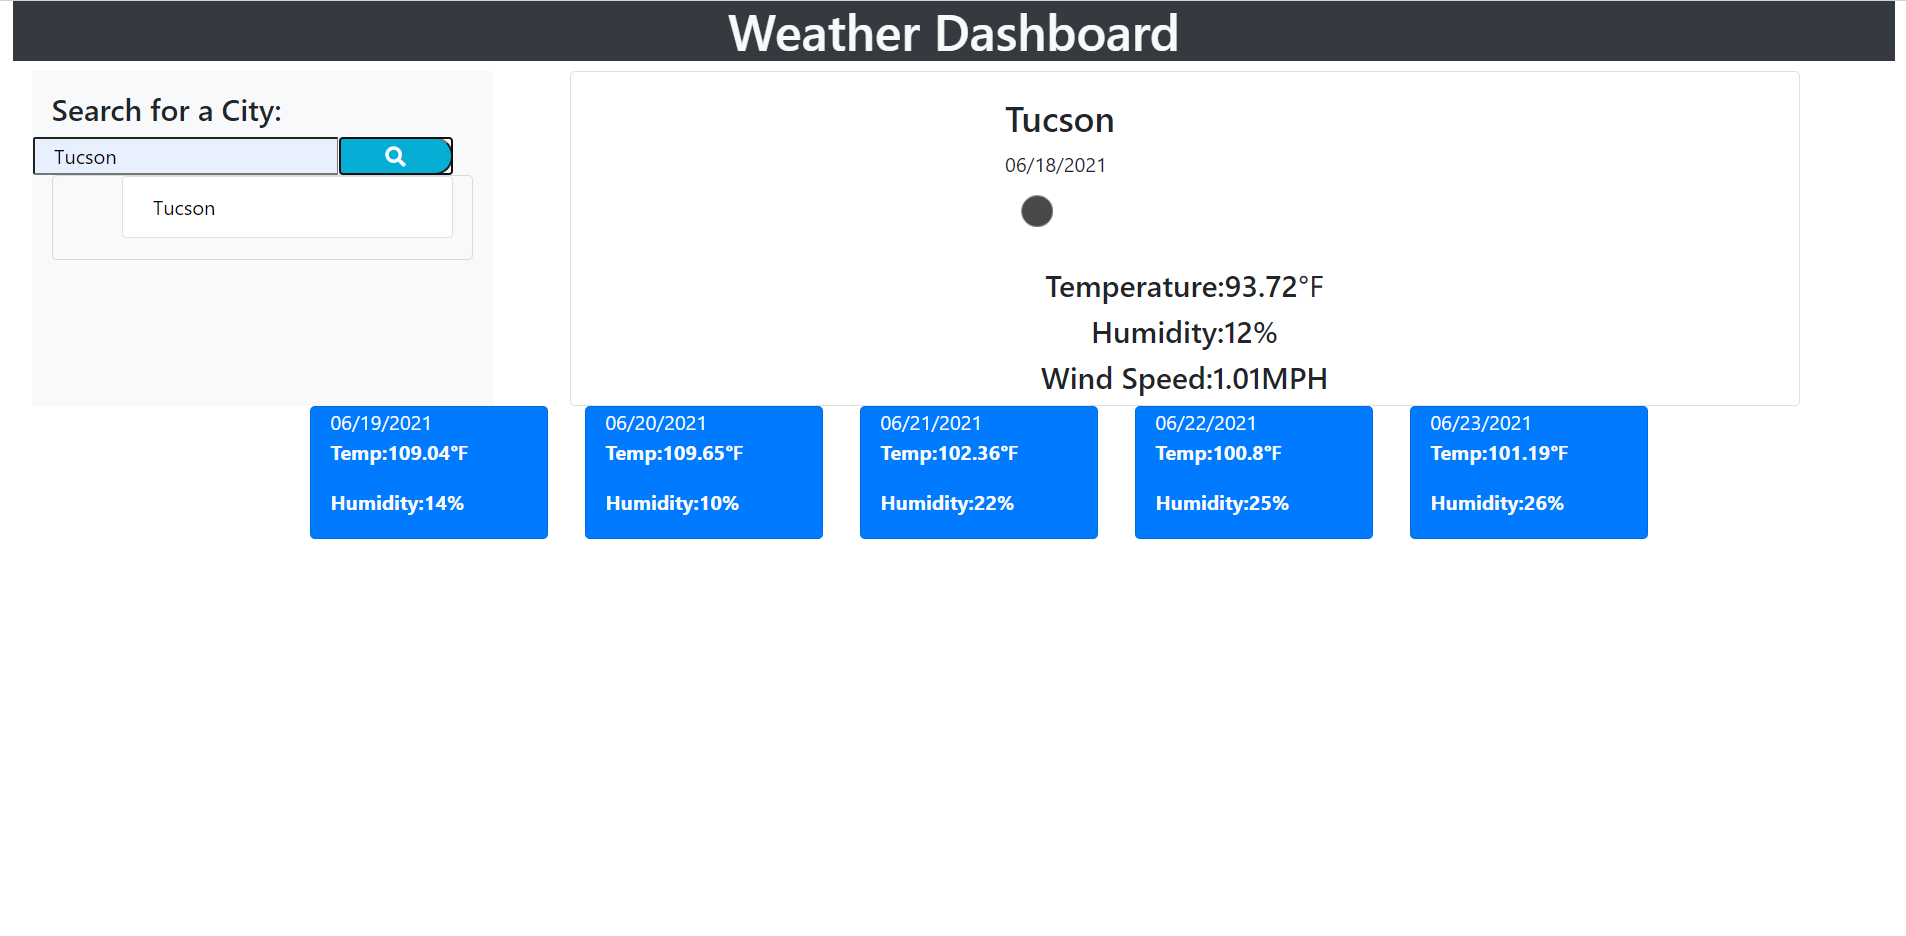 Weather Dashboard
Search for a City:
Tucson
Tucson
Tucson
06/18/2021
Temperature:93.72°F
Humidity:12%
Wind Speed:1.01MPH
06/19/2021
Temp:109.04°F
Humidity:14%
06/20/2021
Temp:109.65°F
Humidity:10%
06/21/2021
Temp:102.36°F
Humidity:22%
06/22/2021
Temp:100.8°F
Humidity:25%
06/23/2021
Temp:101.19°F
Humidity:26%